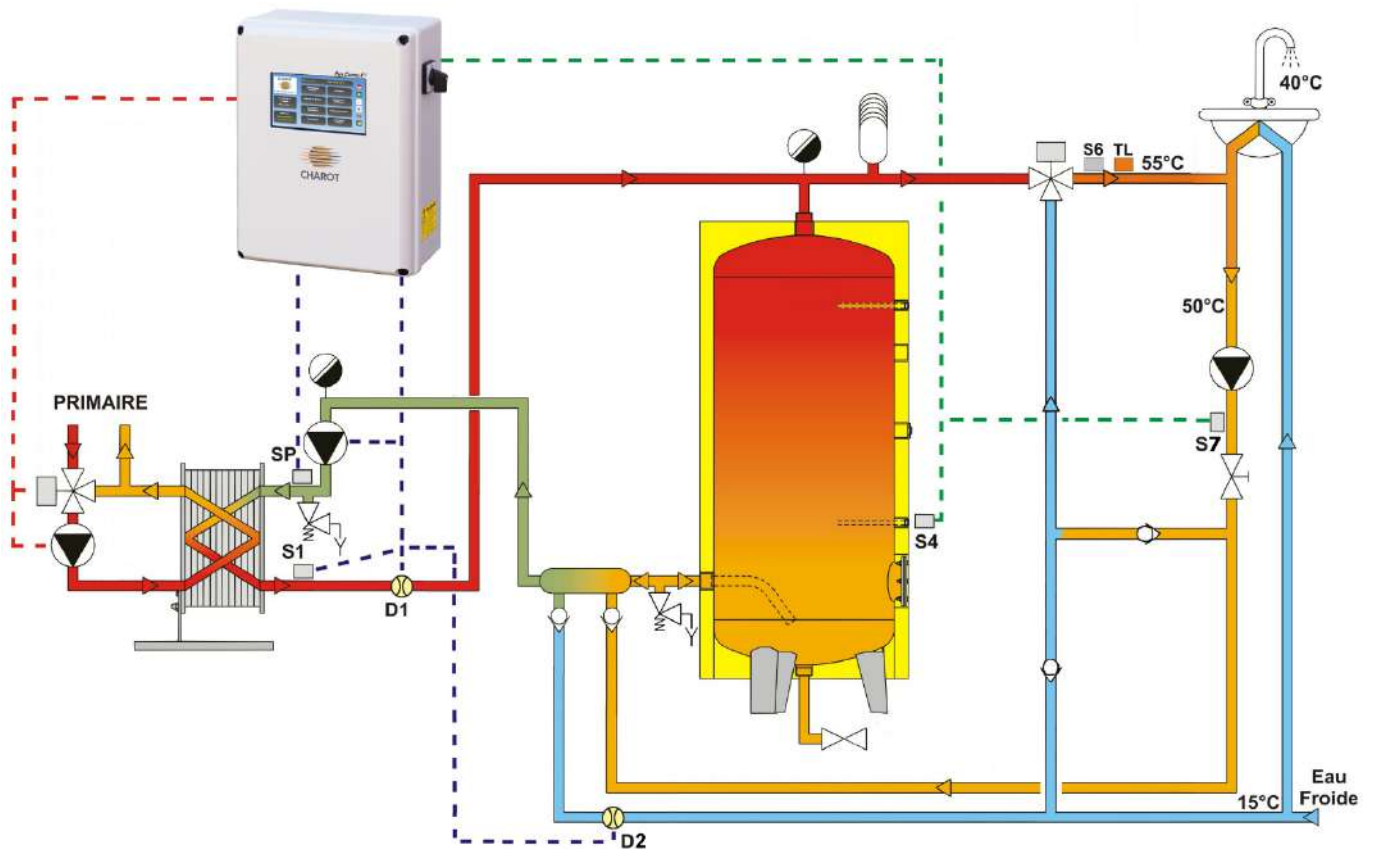 CHAROT
40°C
S6 TL
55°C
50°C
PRIMAIRE
SP
S7
S4
S1
D1
15°C
Eau
Froide
D2